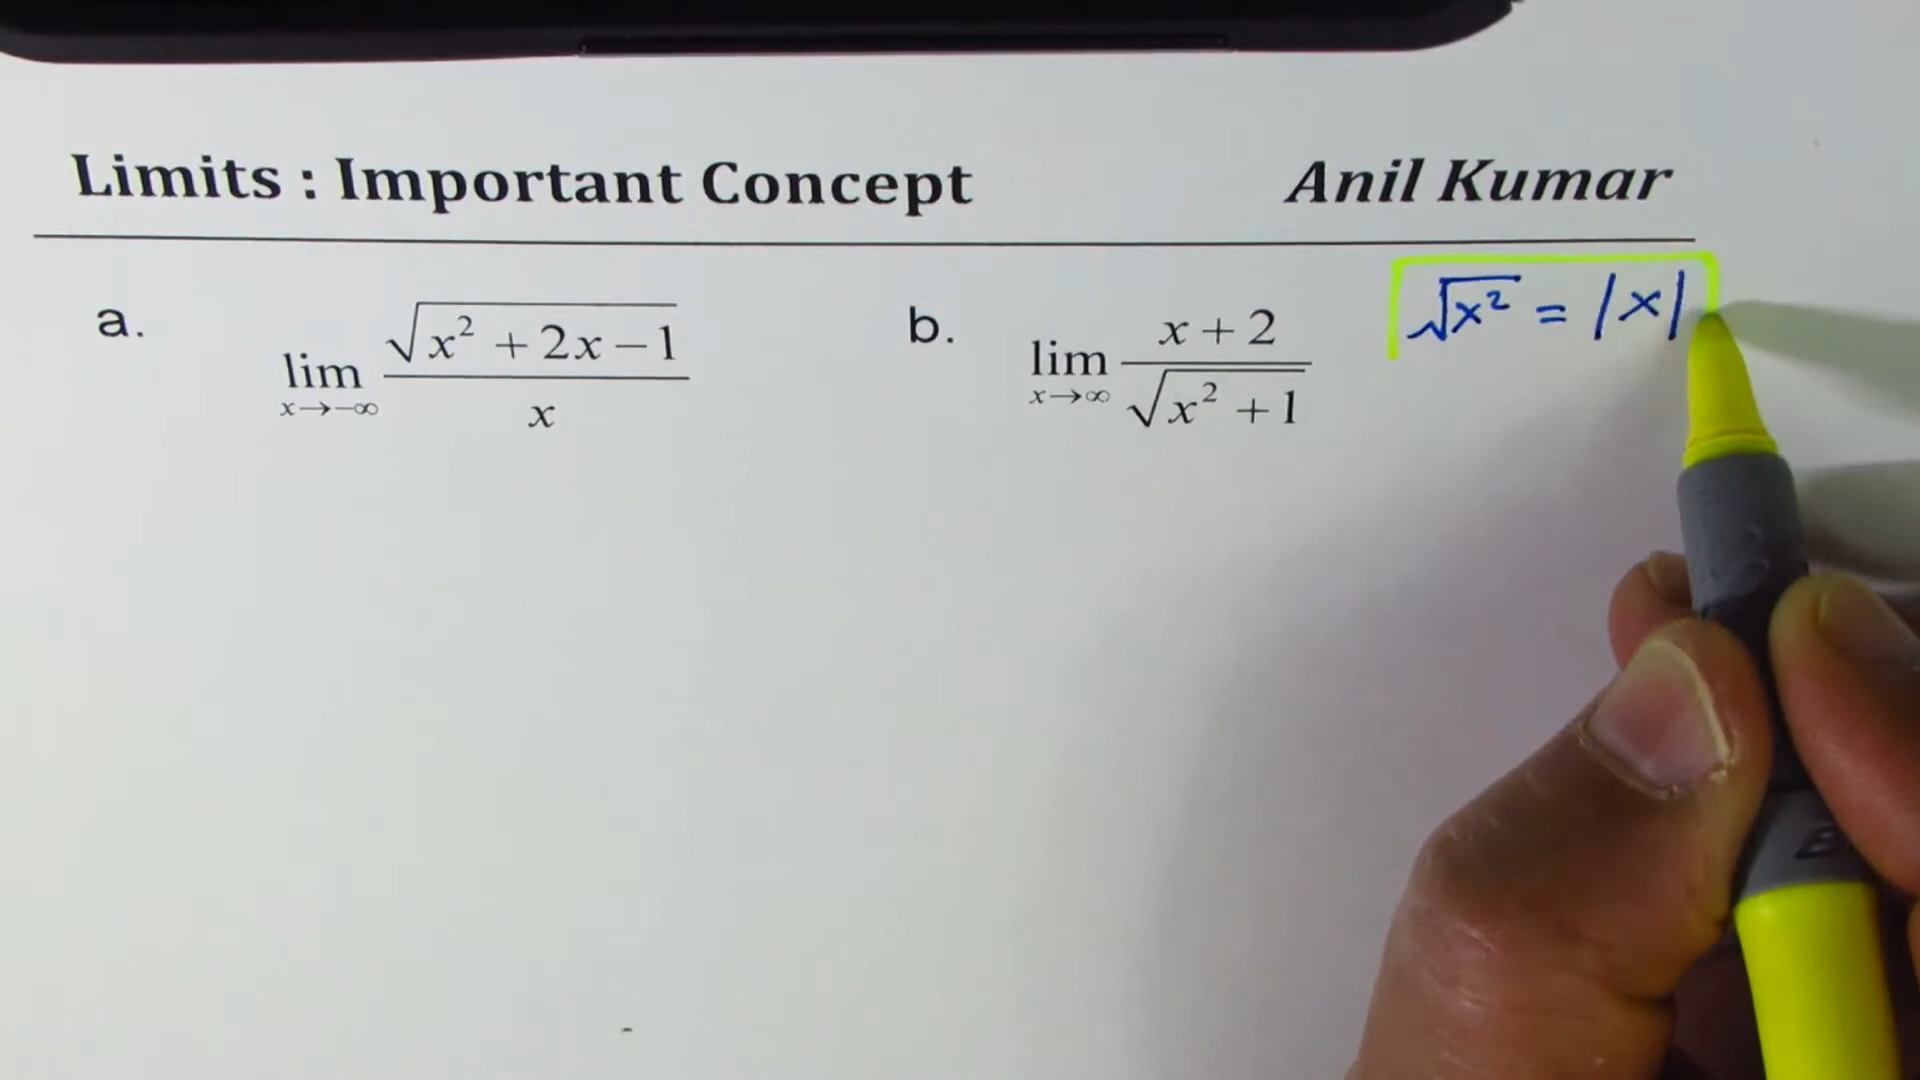 Limits : Important Concept Anil Kumar
a. lim x→−∞ √(x² + 2x − 1) / x
b. lim x→∞ (x + 2) / √(x² + 1)
√x² = |x|